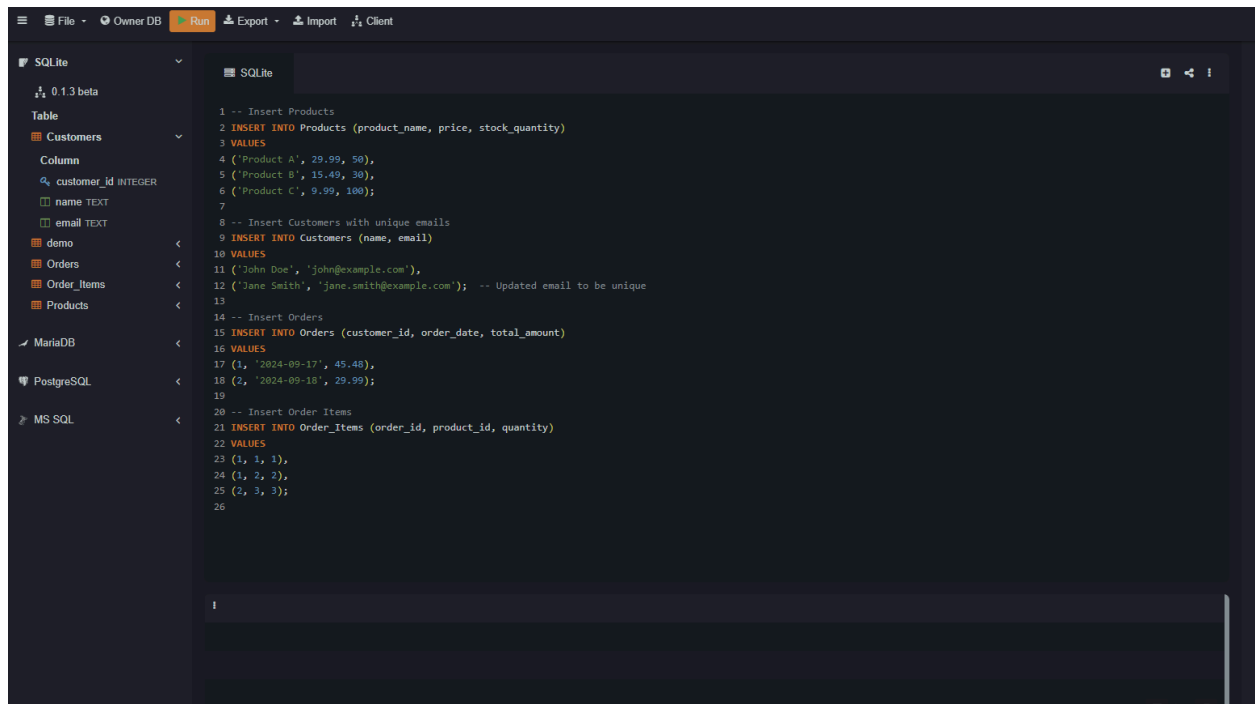 File Owner DB Run Export Import Client
SQLite
0.1.3 beta
Table
Customers
Column
customer_id INTEGER
name TEXT
email TEXT
demo
Orders
Order_Items
Products
MariaDB
PostgreSQL
MS SQL
SQLite
1 -- Insert Products
2 INSERT INTO Products (product_name, price, stock_quantity)
3 VALUES
4 ('Product A', 29.99, 50),
5 ('Product B', 15.49, 30),
6 ('Product C', 9.99, 100);
7
8 -- Insert Customers with unique emails
9 INSERT INTO Customers (name, email)
10 VALUES
11 ('John Doe', 'john@example.com'),
12 ('Jane Smith', 'jane.smith@example.com');  -- Updated email to be unique
13
14 -- Insert Orders
15 INSERT INTO Orders (customer_id, order_date, total_amount)
16 VALUES
17 (1, '2024-09-17', 45.48),
18 (2, '2024-09-18', 29.99);
19
20 -- Insert Order Items
21 INSERT INTO Order_Items (order_id, product_id, quantity)
22 VALUES
23 (1, 1, 1),
24 (1, 2, 2),
25 (2, 3, 3);
26